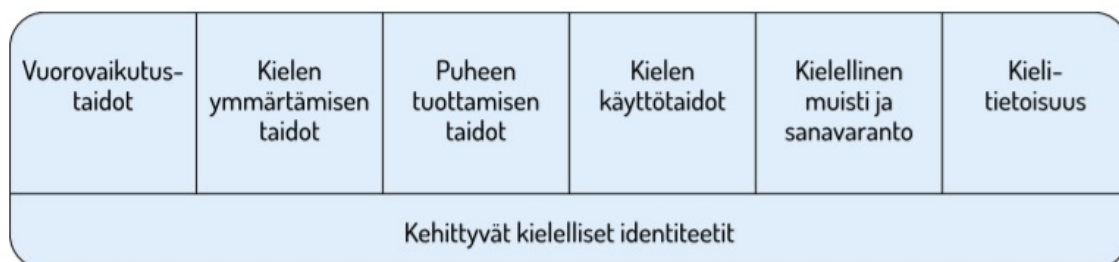 Vuorovaikutus-
taidot
Kielen
ymmärtämisen
taidot
Puheen
tuottamisen
taidot
Kielen
käyttötaidot
Kielellinen
muisti ja
sanavaranto
Kieli-
tietoisuus
Kehittyvät kielelliset identiteetit